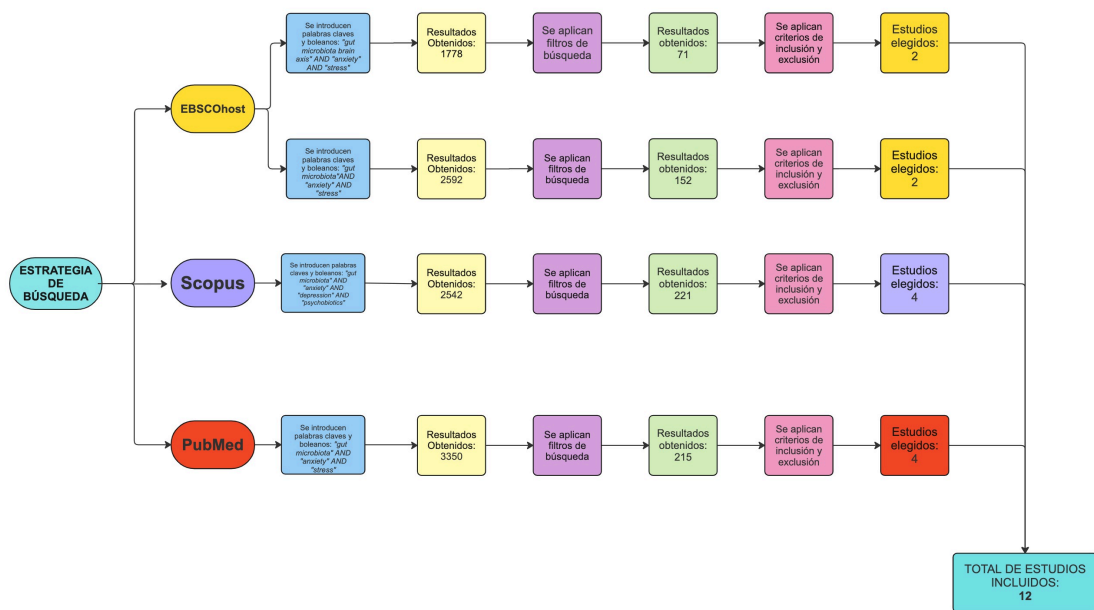 Se introducen
palabras claves
y boleanos: "gut
microbiota brain
axis" AND "anxiety"
AND "stress"
Resultados
Obtenidos:
1778
Se aplican
filtros de
búsqueda
Resultados
obtenidos:
71
Se aplican
criterios de
inclusión y
exclusión
Estudios
elegidos:
2
EBSCOhost
Se introducen
palabras claves
y boleanos: "gut
microbiota"AND
"anxiety" AND
"stress"
Resultados
Obtenidos:
2592
Se aplican
filtros de
búsqueda
Resultados
obtenidos:
152
Se aplican
criterios de
inclusión y
exclusión
Estudios
elegidos:
2
ESTRATEGIA
DE
BÚSQUEDA
Scopus
Se introducen palabras
claves y boleanos: "gut
microbiota" AND
"anxiety" AND
"depression" AND
"psychobiotics"
Resultados
Obtenidos:
2542
Se aplican
filtros de
búsqueda
Resultados
obtenidos:
221
Se aplican
criterios de
inclusión y
exclusión
Estudios
elegidos:
4
PubMed
Se introducen
palabras claves y
boleanos: "gut
microbiota" AND
"anxiety" AND
"stress"
Resultados
Obtenidos:
3350
Se aplican
filtros de
búsqueda
Resultados
obtenidos:
215
Se aplican
criterios de
inclusión y
exclusión
Estudios
elegidos:
4
TOTAL DE ESTUDIOS
INCLUIDOS:
12